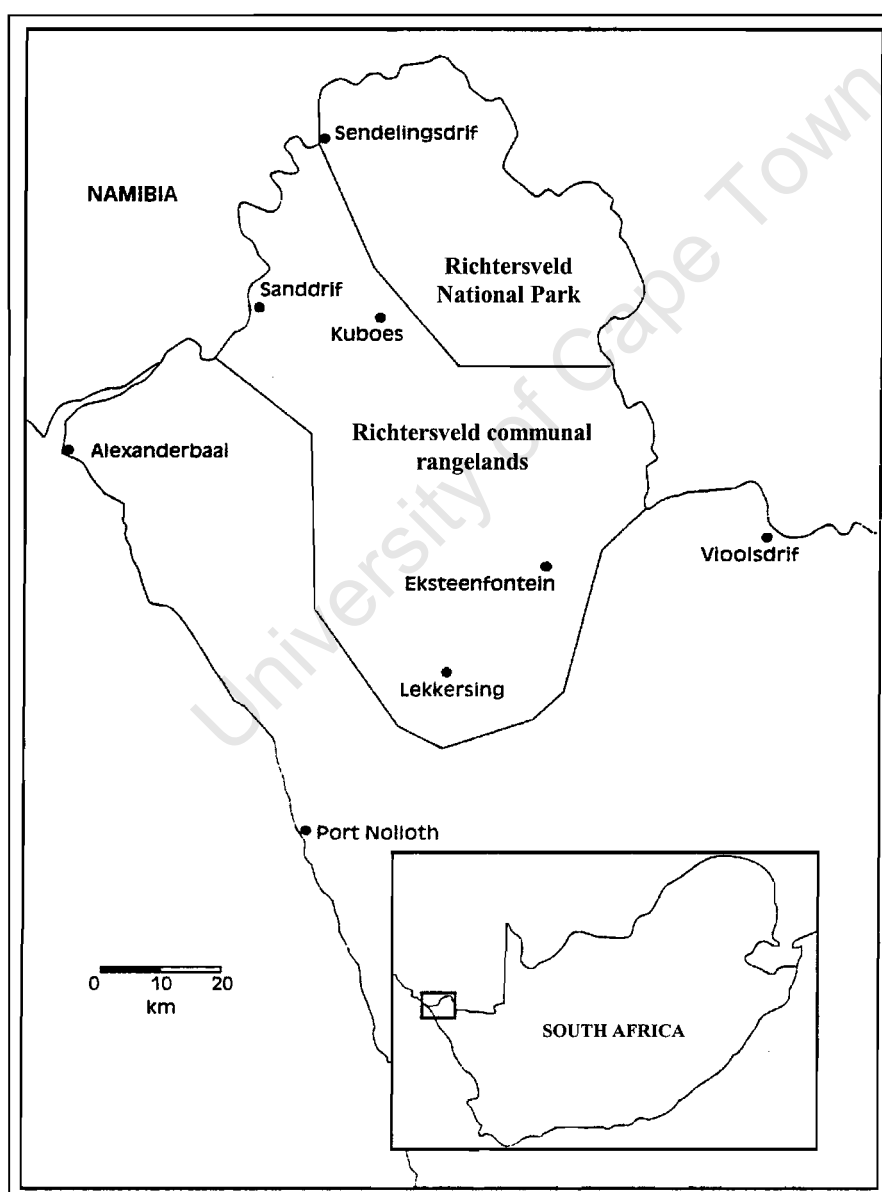 Sendelingsdrif
NAMIBIA
Richtersveld
National Park
Sanddrif
Kuboes
Richtersveld communal
rangelands
Alexanderbaai
Vioolsdrif
Eksteenfontein
Lekkersing
Port Nolloth
0 10 20
km
SOUTH AFRICA
University of Cape Town